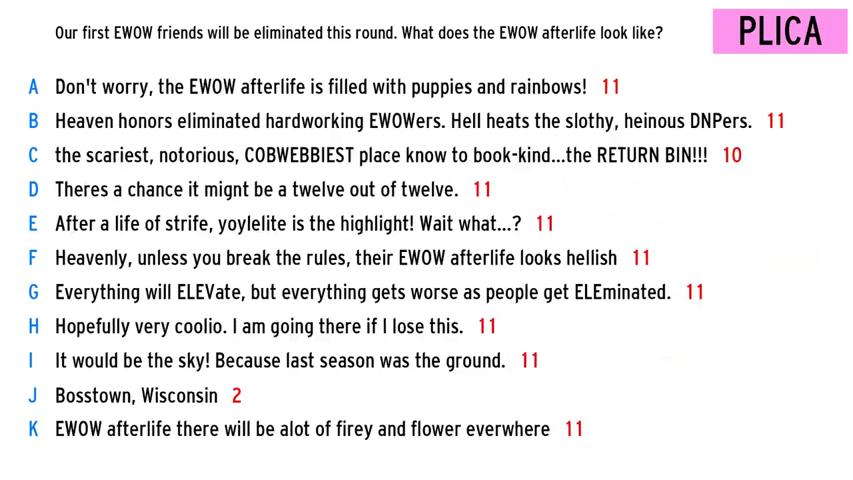 Our first EWOW friends will be eliminated this round. What does the EWOW afterlife look like?
PLICA
A Don't worry, the EWOW afterlife is filled with puppies and rainbows! 11
B Heaven honors eliminated hardworking EWOWers. Hell heats the slothy, heinous DNPers. 11
C the scariest, notorious, COBWEBBIEST place know to book-kind...the RETURN BIN!!! 10
D Theres a chance it mignt be a twelve out of twelve. 11
E After a life of strife, yoylelite is the highlight! Wait what...? 11
F Heavenly, unless you break the rules, their EWOW afterlife looks hellish 11
G Everything will ELEVate, but everything gets worse as people get ELEminated. 11
H Hopefully very coolio. I am going there if I lose this. 11
I It would be the sky! Because last season was the ground. 11
J Bosstown, Wisconsin 2
K EWOW afterlife there will be alot of firey and flower everwhere 11